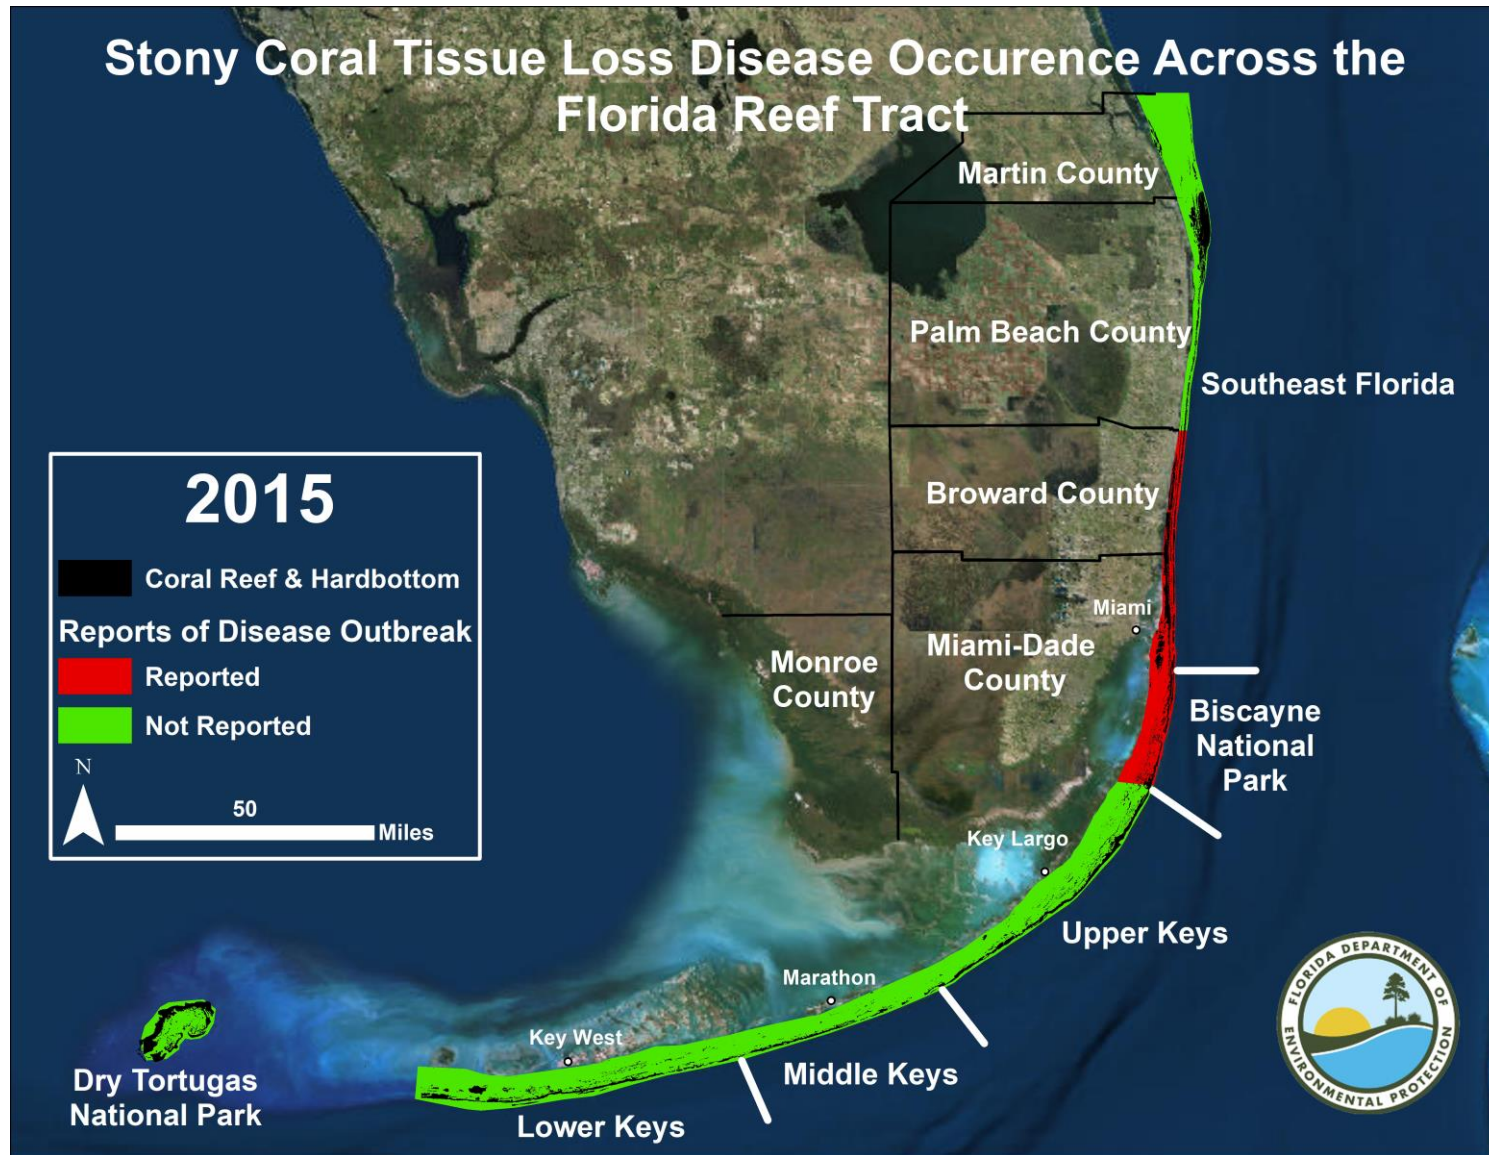 Stony Coral Tissue Loss Disease Occurence Across the
Florida Reef Tract
Martin County
Palm Beach County
Southeast Florida
Broward County
Miami
Miami-Dade
County
Monroe
County
Biscayne
National
Park
Key Largo
Upper Keys
Marathon
Middle Keys
Key West
Lower Keys
Dry Tortugas
National Park
2015
Coral Reef & Hardbottom
Reports of Disease Outbreak
Reported
Not Reported
N
50
Miles
FLORIDA DEPARTMENT OF
ENVIRONMENTAL PROTECTION